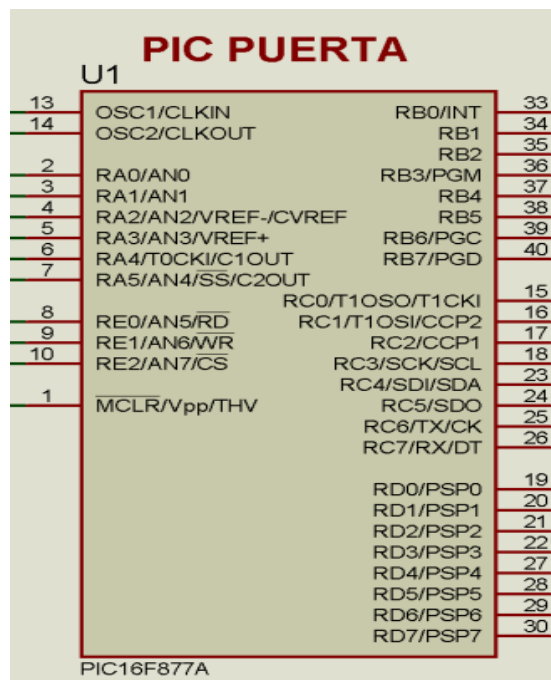 PIC PUERTA
U1
13 OSC1/CLKIN
14 OSC2/CLKOUT
2 RA0/AN0
3 RA1/AN1
4 RA2/AN2/VREF-/CVREF
5 RA3/AN3/VREF+
6 RA4/T0CKI/C1OUT
7 RA5/AN4/SS/C2OUT
8 RE0/AN5/RD
9 RE1/AN6/WR
10 RE2/AN7/CS
1 MCLR/Vpp/THV
RB0/INT 33
RB1 34
RB2 35
RB3/PGM 36
RB4 37
RB5 38
RB6/PGC 39
RB7/PGD 40
RC0/T1OSO/T1CKI 15
RC1/T1OSI/CCP2 16
RC2/CCP1 17
RC3/SCK/SCL 18
RC4/SDI/SDA 23
RC5/SDO 24
RC6/TX/CK 25
RC7/RX/DT 26
RD0/PSP0 19
RD1/PSP1 20
RD2/PSP2 21
RD3/PSP3 22
RD4/PSP4 27
RD5/PSP5 28
RD6/PSP6 29
RD7/PSP7 30
PIC16F877A